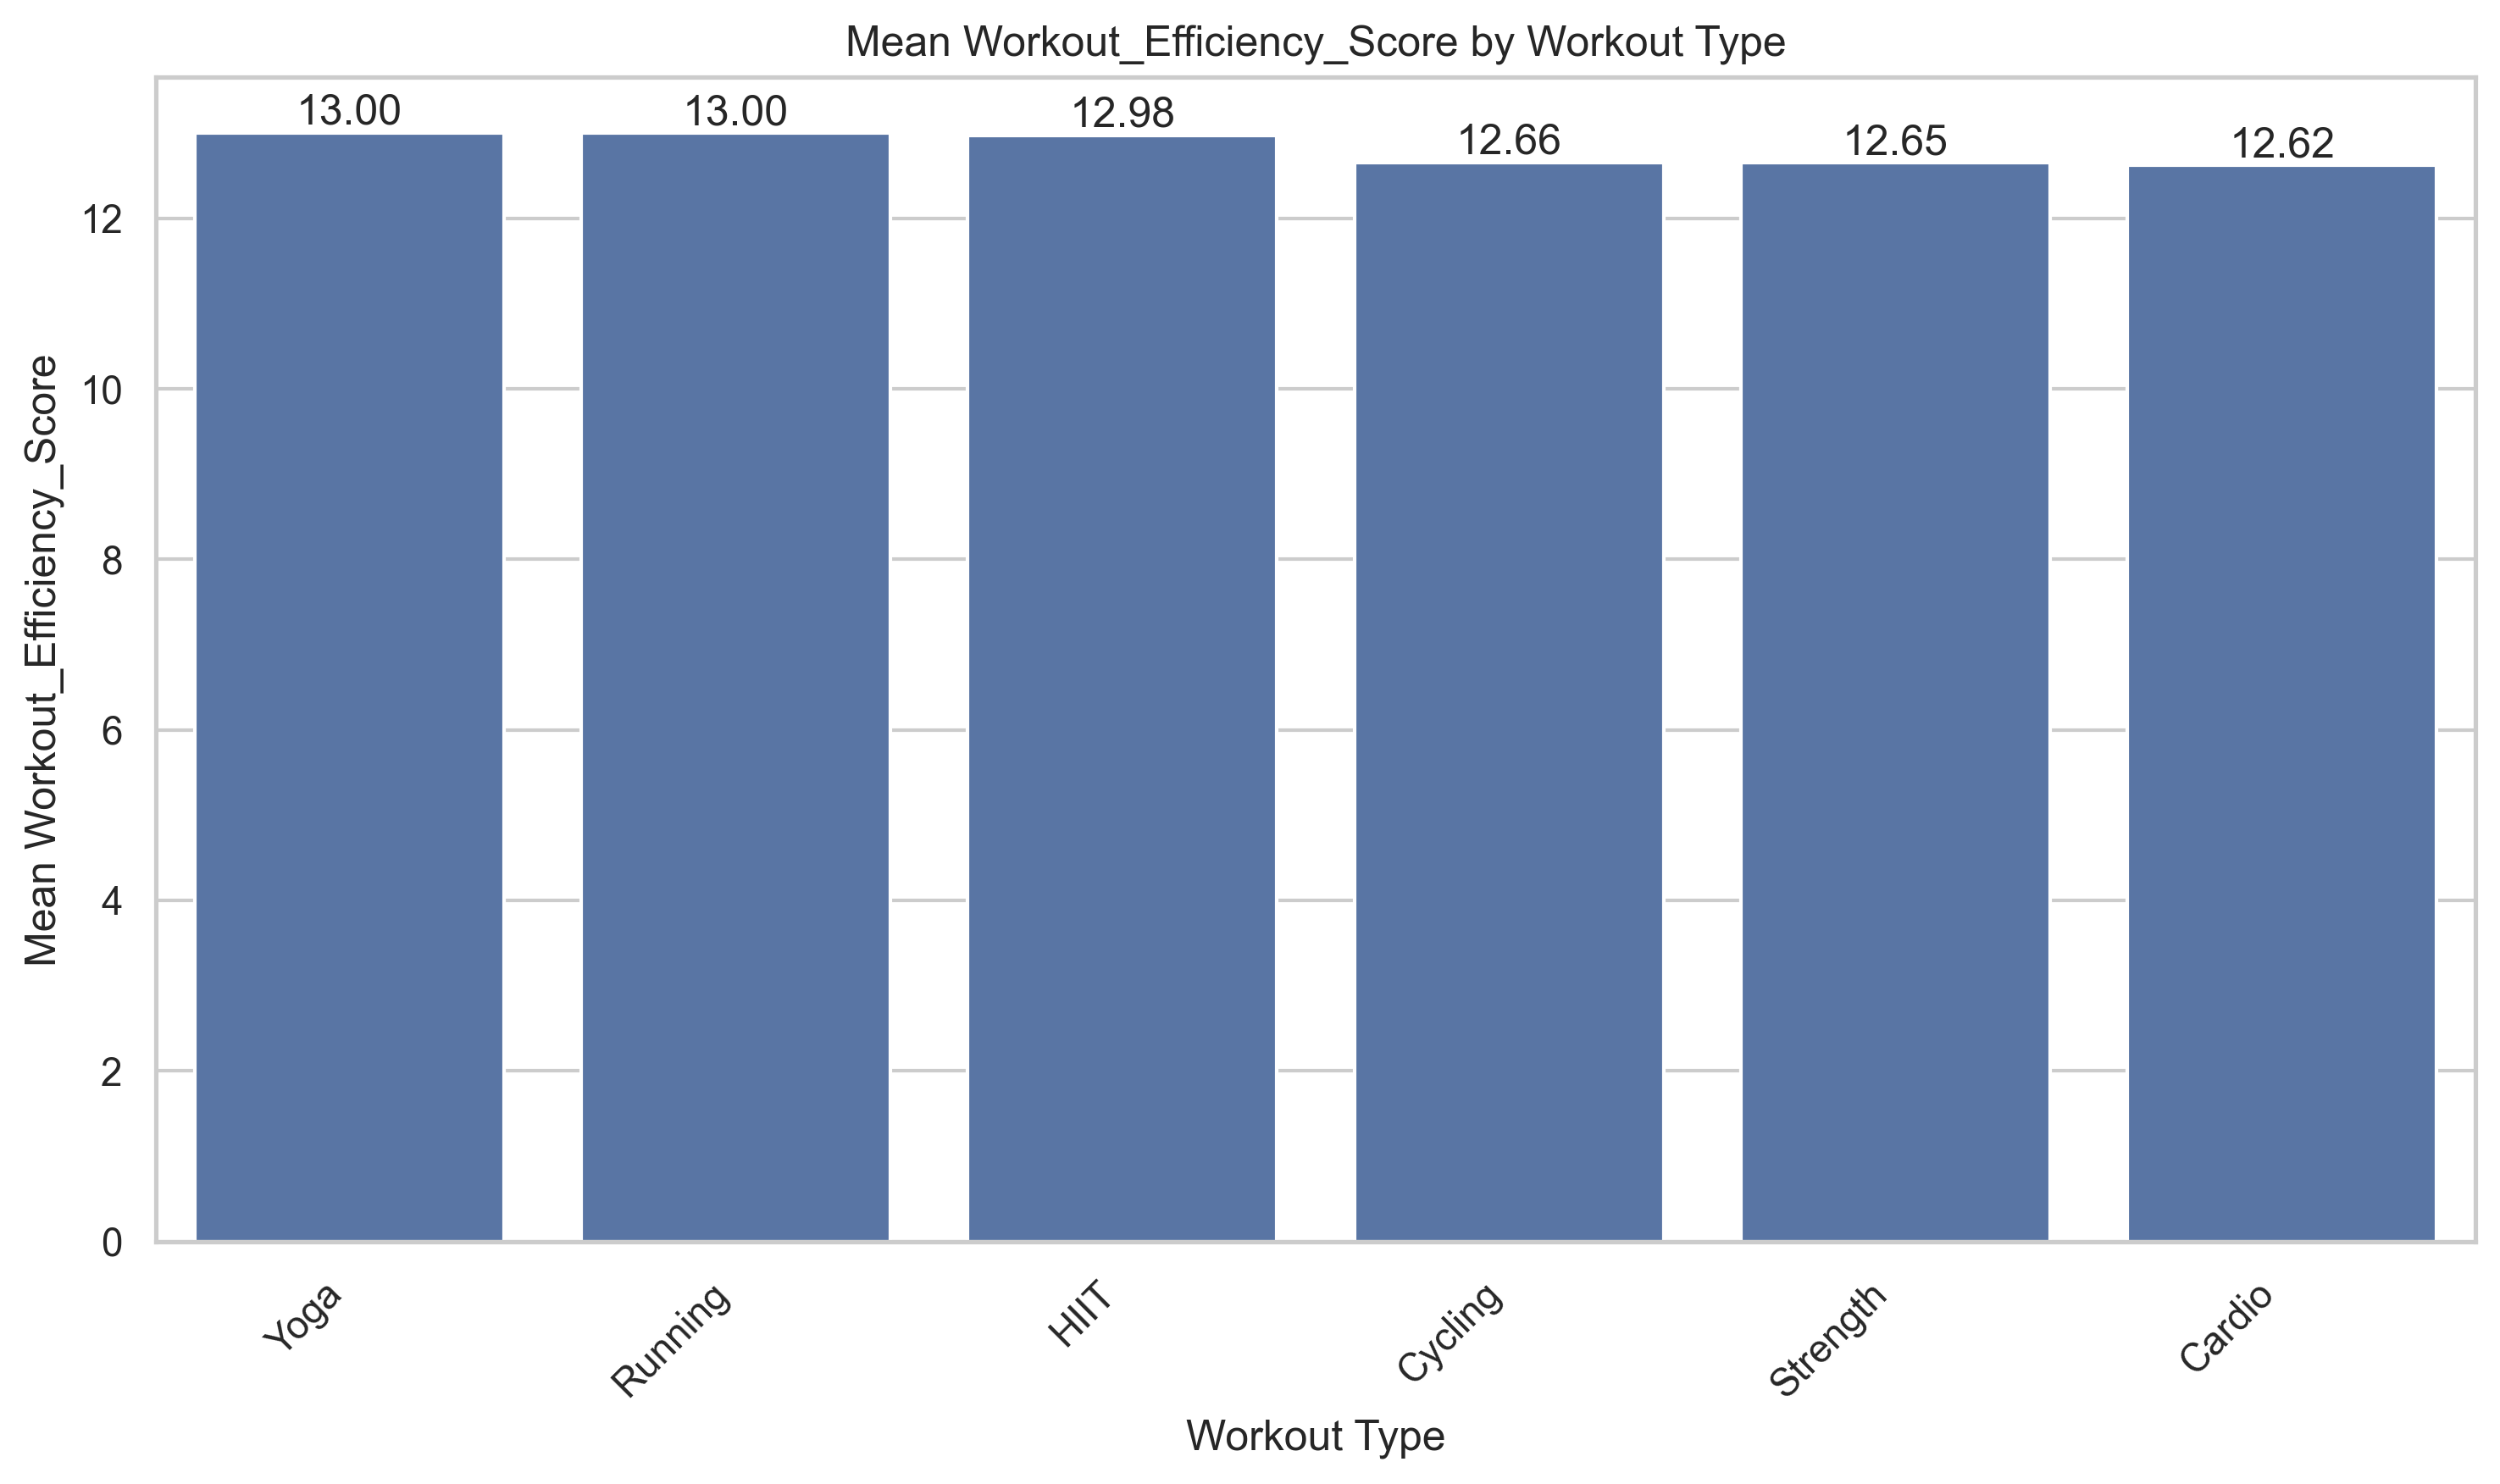 Mean Workout_Efficiency_Score by Workout Type
13.00
13.00
12.98
12.66
12.65
12.62
12
10
8
6
4
2
0
Mean Workout_Efficiency_Score
Yoga
Running
HIIT
Cycling
Strength
Cardio
Workout Type